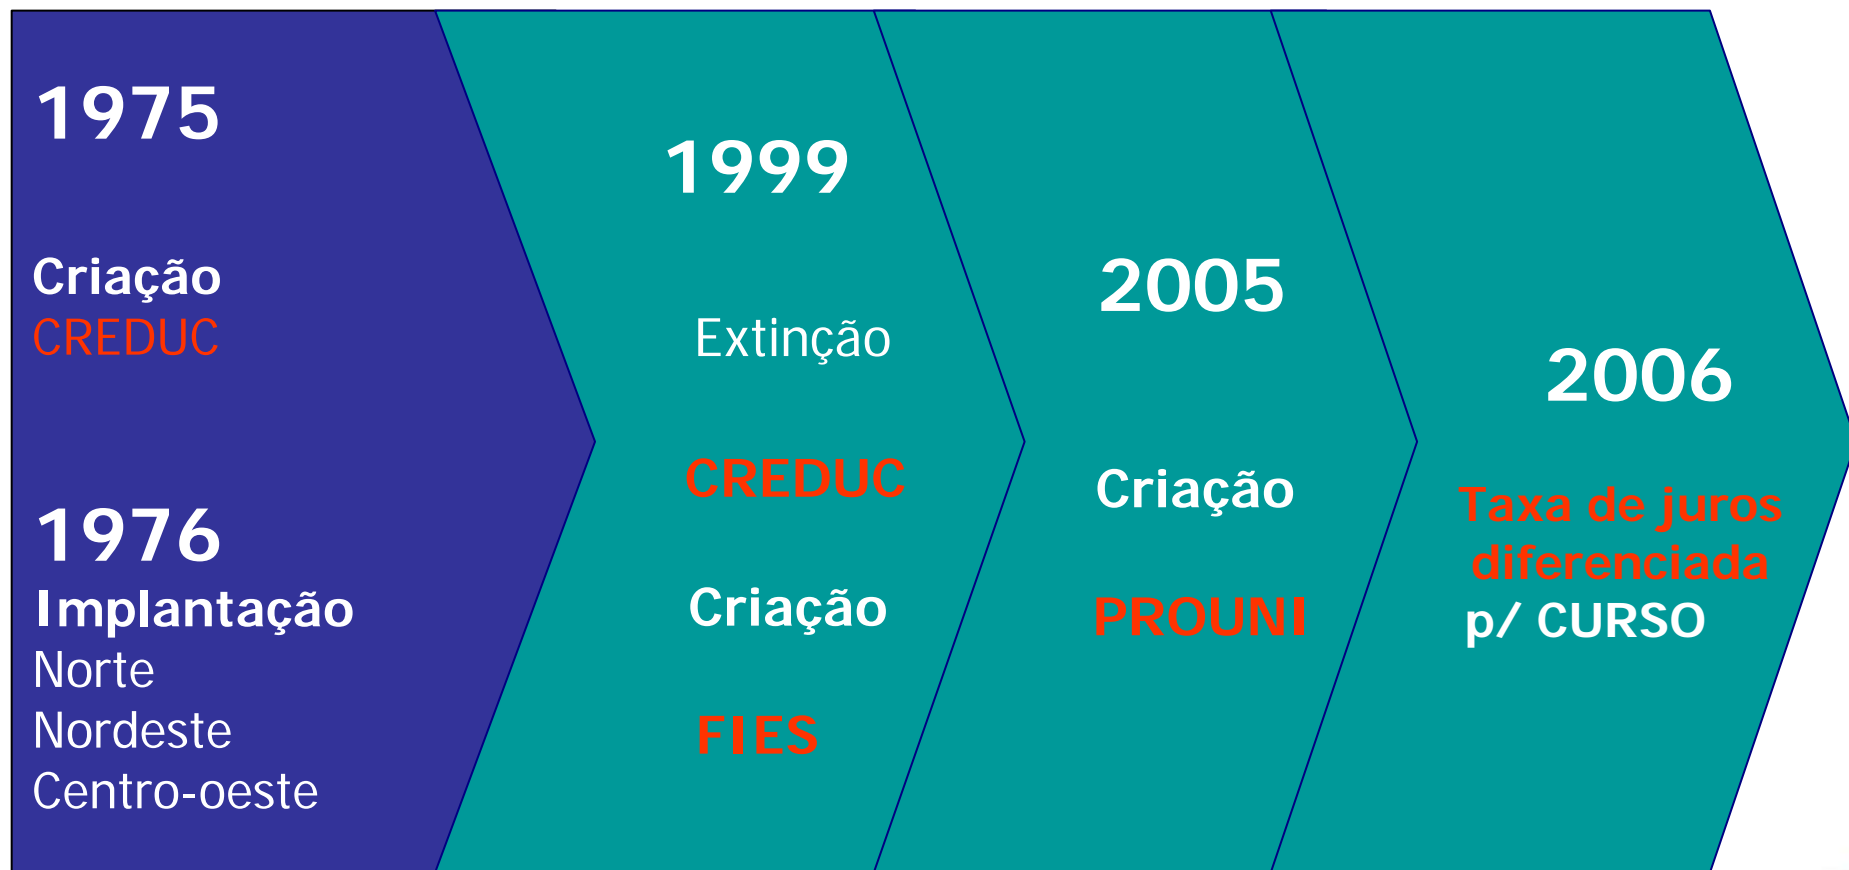 1975
Criação
CREDUC
1976
Implantação
Norte
Nordeste
Centro-oeste
1999
Extinção
CREDUC
Criação
FIES
2005
Criação
PROUNI
2006
Taxa de juros
diferenciada
p/ CURSO